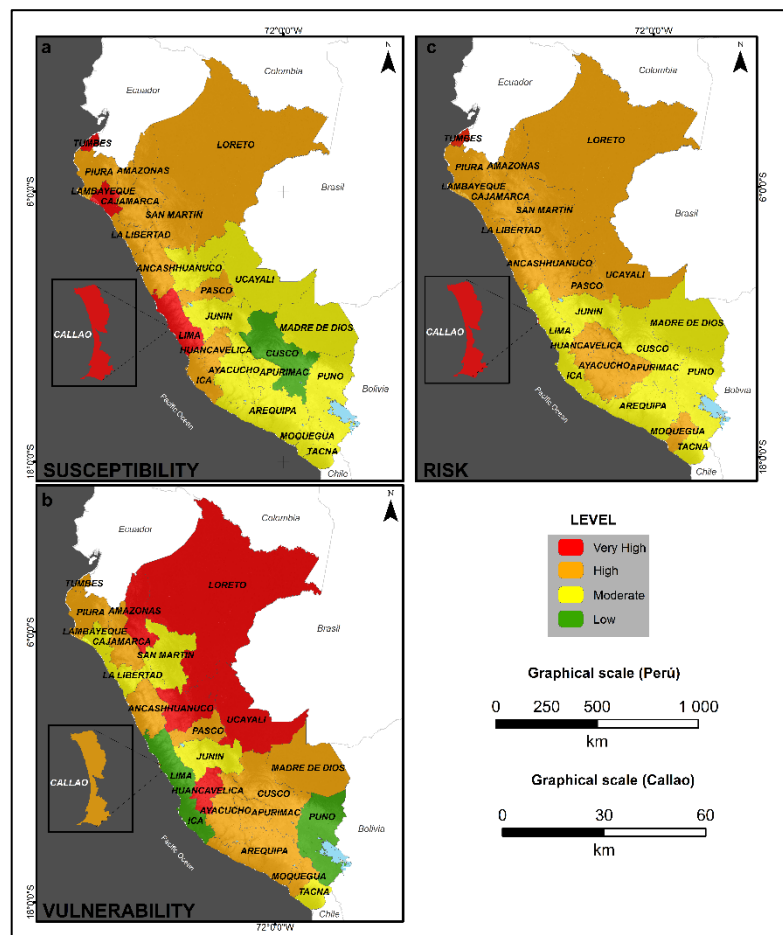 72°0'0"W
a
N
Colombia
Ecuador
TUMBES
LORETO
PIURA AMAZONAS
LAMBAYEQUE
CAJAMARCA
6°0'0"S
Brasil
SAN MARTIN
LA LIBERTAD
ANCASH HUANUCO
UCAYALI
PASCO
CALLAO
JUNIN
MADRE DE DIOS
LIMA
HUANCAVELICA
CUSCO
AYACUCHO
APURIMAC
PUNO
ICA
Bolivia
Pacific Ocean
AREQUIPA
MOQUEGUA
TACNA
18°0'0"S
SUSCEPTIBILITY
Chile
72°0'0"W
c
N
Colombia
Ecuador
TUMBES
LORETO
PIURA AMAZONAS
LAMBAYEQUE
CAJAMARCA
6°0'0"S
SAN MARTIN
Brasil
LA LIBERTAD
ANCASH HUANUCO
UCAYALI
PASCO
CALLAO
JUNIN
LIMA
MADRE DE DIOS
HUANCAVELICA
CUSCO
AYACUCHO
APURIMAC
PUNO
ICA
Bolivia
Pacific Ocean
AREQUIPA
MOQUEGUA
TACNA
18°0'0"S
RISK
Chile
b
N
Colombia
Ecuador
TUMBES
LORETO
PIURA AMAZONAS
LAMBAYEQUE
CAJAMARCA
6°0'0"S
Brasil
SAN MARTIN
LA LIBERTAD
ANCASH HUANUCO
UCAYALI
PASCO
CALLAO
JUNIN
MADRE DE DIOS
LIMA
HUANCAVELICA
CUSCO
AYACUCHO
APURIMAC
PUNO
ICA
Bolivia
Pacific Ocean
AREQUIPA
MOQUEGUA
TACNA
18°0'0"S
VULNERABILITY
72°0'0"W
Chile
LEVEL
Very High
High
Moderate
Low
Graphical scale (Perú)
0 250 500 1 000
km
Graphical scale (Callao)
0 30 60
km